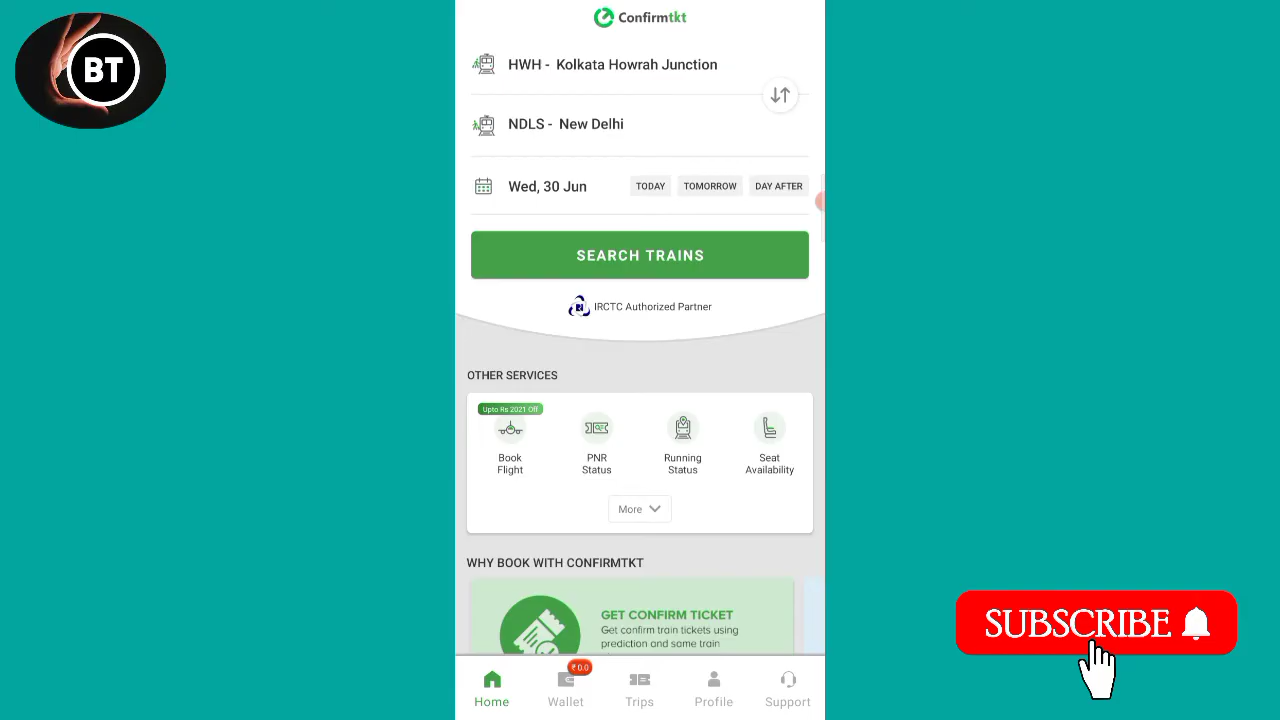 BT
Confirmtkt
HWH - Kolkata Howrah Junction
NDLS - New Delhi
Wed, 30 Jun
TODAY
TOMORROW
DAY AFTER
SEARCH TRAINS
IRCTC Authorized Partner
OTHER SERVICES
Upto Rs 2021 Off
Book
Flight
PNR
Status
Running
Status
Seat
Availability
More
WHY BOOK WITH CONFIRMTKT
GET CONFIRM TICKET
Get confirm train tickets using
prediction and same train
SUBSCRIBE
₹ 0.0
Home
Wallet
Trips
Profile
Support